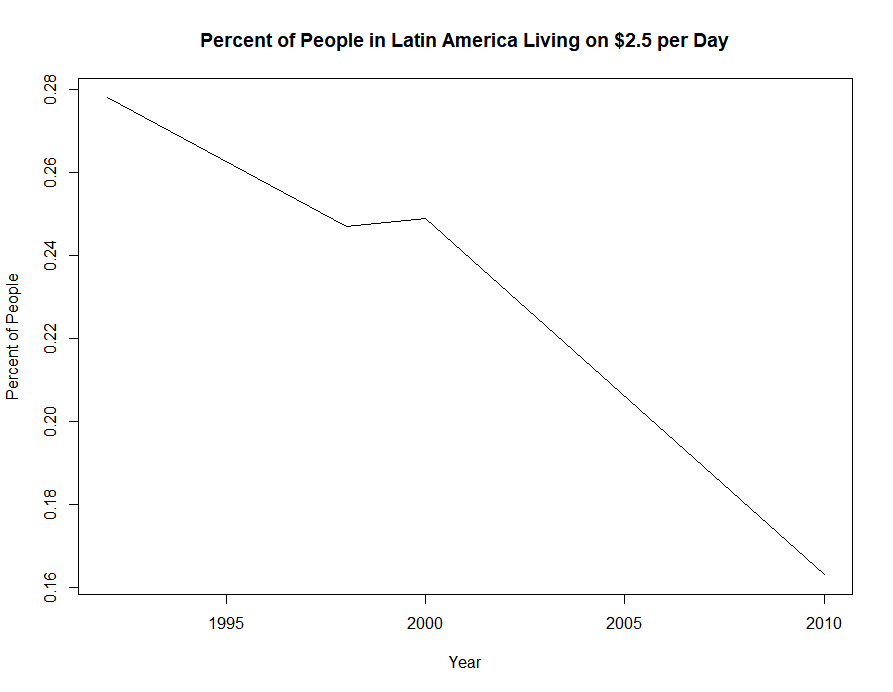 Percent of People in Latin America Living on $2.5 per Day
Percent of People
0.28
0.26
0.24
0.22
0.20
0.18
0.16
1995 2000 2005 2010
Year